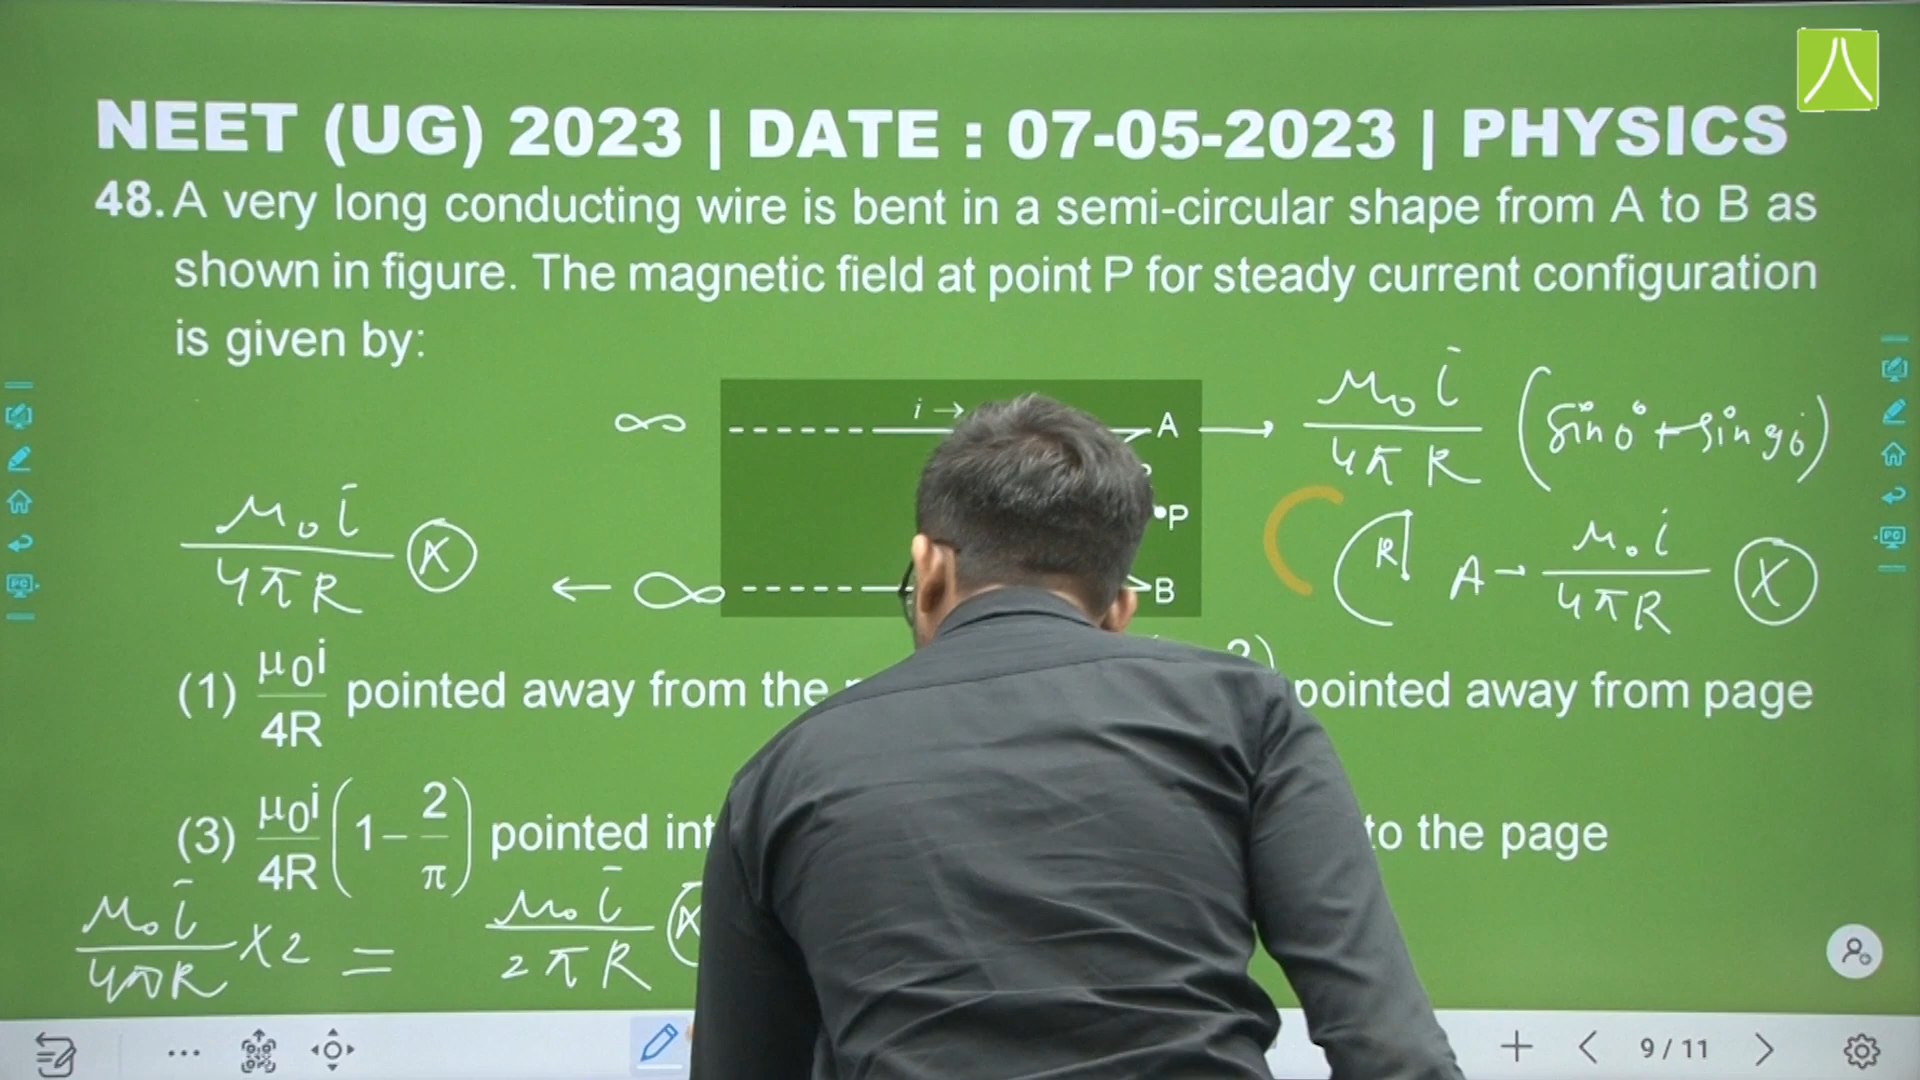 NEET (UG) 2023 | DATE : 07-05-2023 | PHYSICS
48. A very long conducting wire is bent in a semi-circular shape from A to B as
shown in figure. The magnetic field at point P for steady current configuration
is given by:
∞ i → A → μ₀i/4πR (sin0° + sin90°)
μ₀i/4πR ⊗ P R A → μ₀i/4πR ⊗
← ∞ B
(1) μ₀i/4R pointed away from the
pointed away from page
(3) μ₀i/4R (1 − 2/π) pointed
to the page
μ₀i/4πR × 2 = μ₀i/2πR
9 / 11
PC
PC